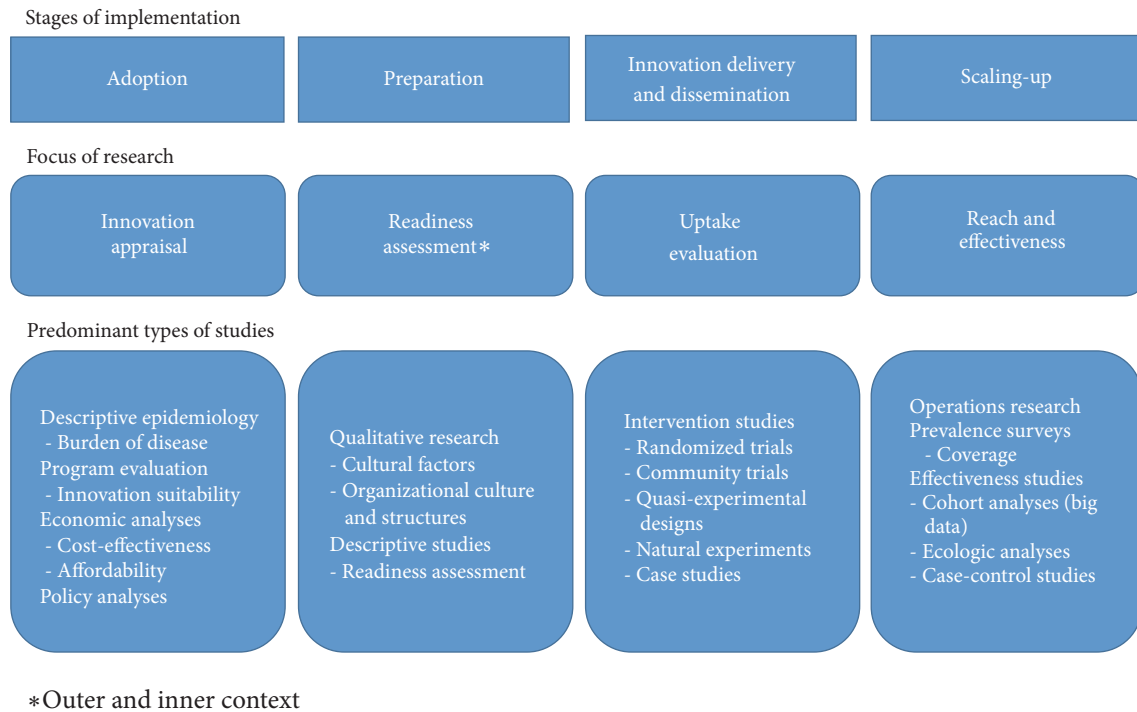 Stages of implementation
Adoption
Preparation
Innovation delivery
and dissemination
Scaling-up
Focus of research
Innovation
appraisal
Readiness
assessment*
Uptake
evaluation
Reach and
effectiveness
Predominant types of studies
Descriptive epidemiology
- Burden of disease
Program evaluation
- Innovation suitability
Economic analyses
- Cost-effectiveness
- Affordability
Policy analyses
Qualitative research
- Cultural factors
- Organizational culture
and structures
Descriptive studies
- Readiness assessment
Intervention studies
- Randomized trials
- Community trials
- Quasi-experimental
designs
- Natural experiments
- Case studies
Operations research
Prevalence surveys
- Coverage
Effectiveness studies
- Cohort analyses (big
data)
- Ecologic analyses
- Case-control studies
*Outer and inner context